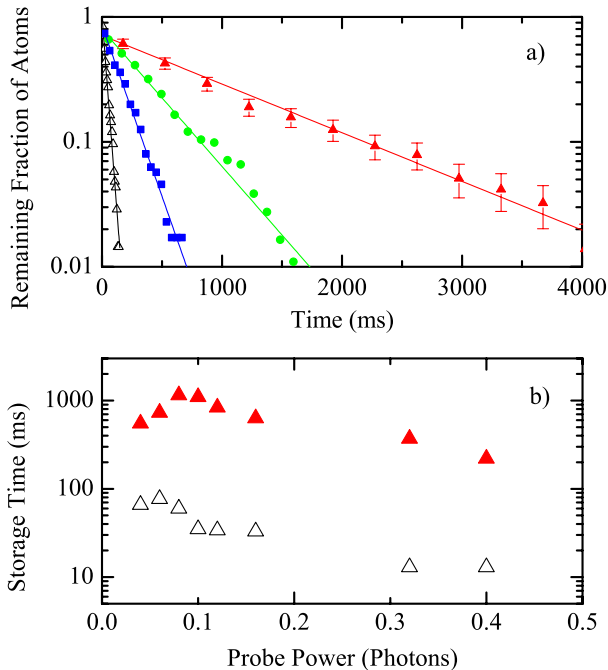 Remaining Fraction of Atoms
1
0.1
0.01
a)
0 1000 2000 3000 4000
Time (ms)
Storage Time (ms)
1000
100
10
b)
0.0 0.1 0.2 0.3 0.4 0.5
Probe Power (Photons)